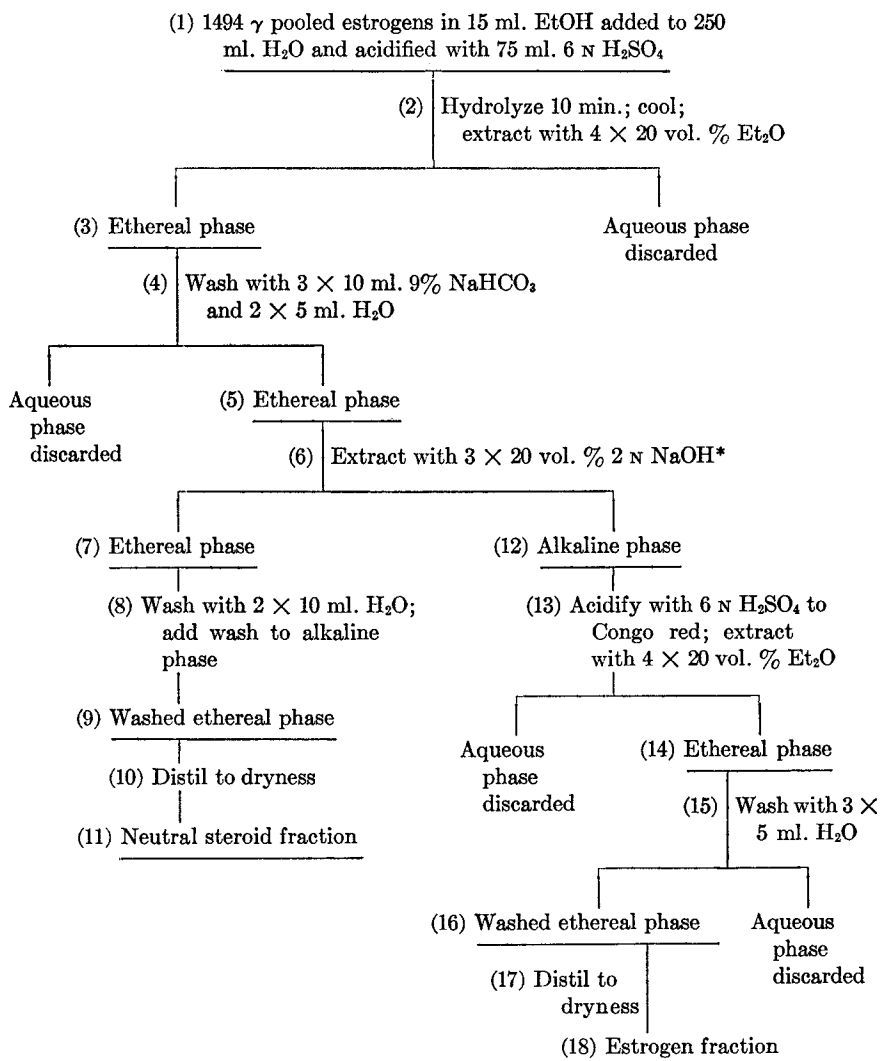 (1) 1494 γ pooled estrogens in 15 ml. EtOH added to 250
ml. H₂O and acidified with 75 ml. 6 N H₂SO₄
(2) Hydrolyze 10 min.; cool;
extract with 4 × 20 vol. % Et₂O
(3) Ethereal phase
Aqueous phase
discarded
(4) Wash with 3 × 10 ml. 9% NaHCO₃
and 2 × 5 ml. H₂O
Aqueous
phase
discarded
(5) Ethereal phase
(6) Extract with 3 × 20 vol. % 2 N NaOH*
(7) Ethereal phase
(8) Wash with 2 × 10 ml. H₂O;
add wash to alkaline
phase
(9) Washed ethereal phase
(10) Distil to dryness
(11) Neutral steroid fraction
(12) Alkaline phase
(13) Acidify with 6 N H₂SO₄ to
Congo red; extract
with 4 × 20 vol. % Et₂O
Aqueous
phase
discarded
(14) Ethereal phase
(15) Wash with 3 ×
5 ml. H₂O
(16) Washed ethereal phase
Aqueous
phase
discarded
(17) Distil to
dryness
(18) Estrogen fraction